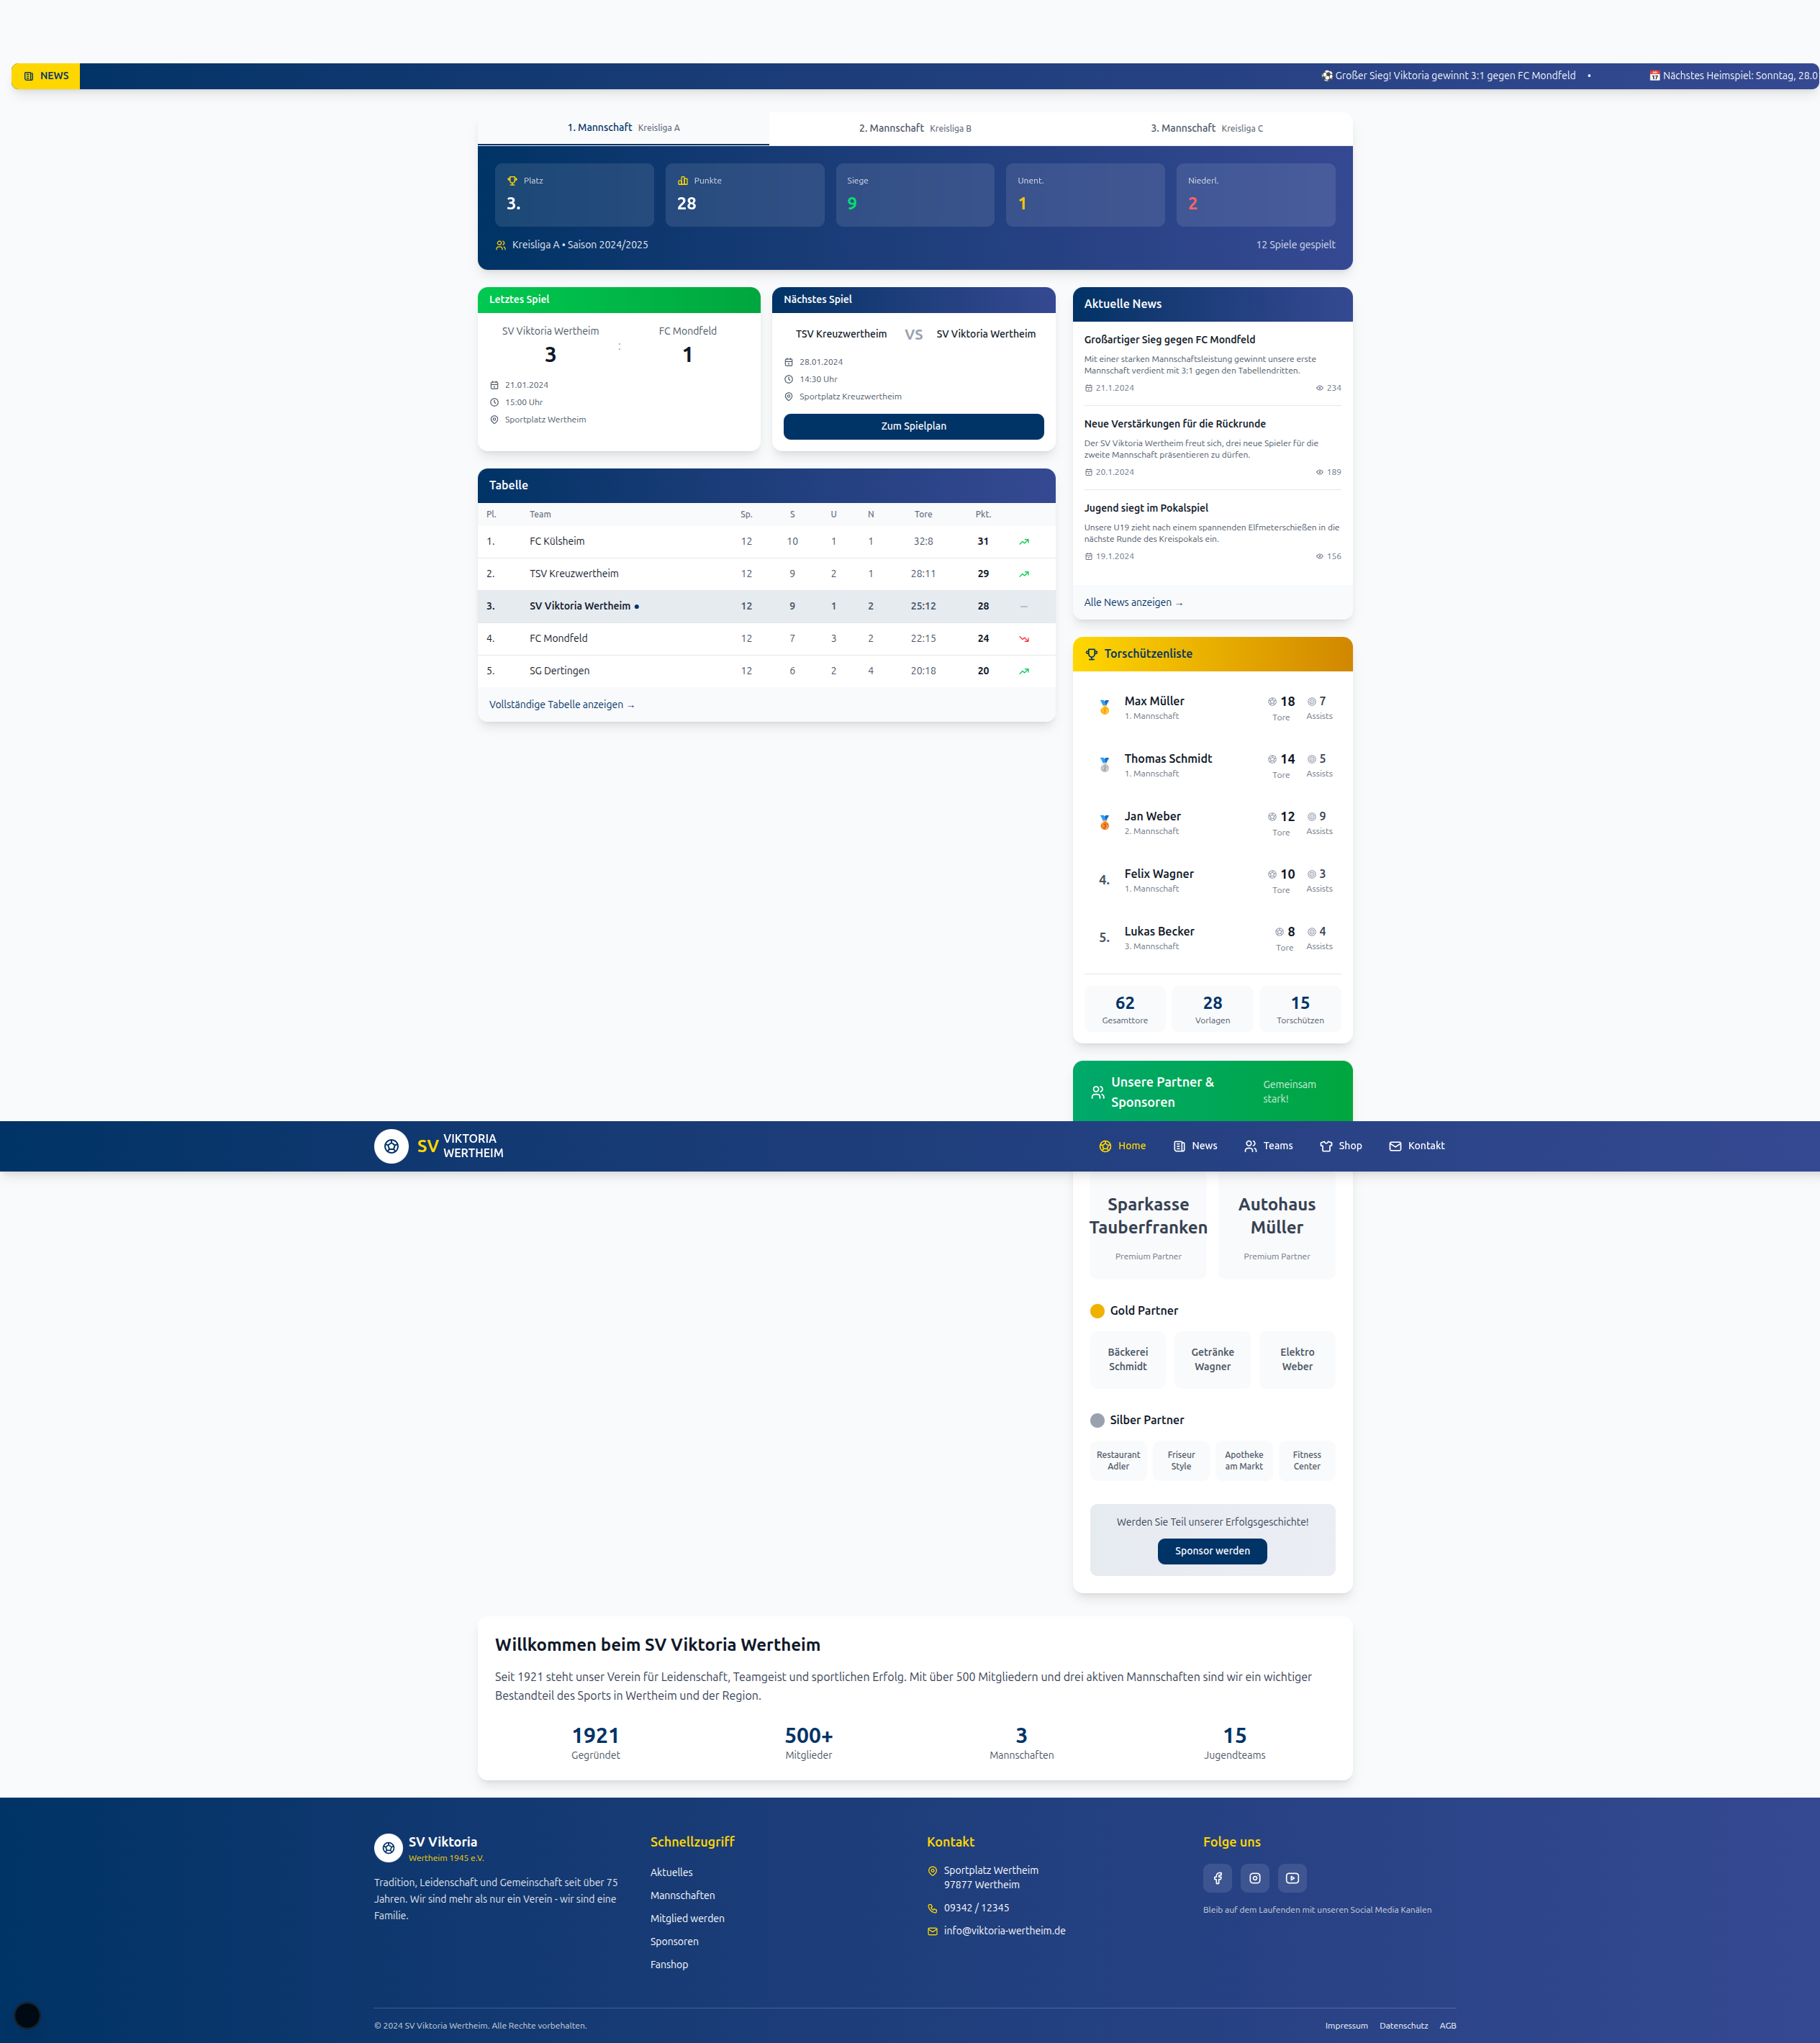 NEWS
⚽ Großer Sieg! Viktoria gewinnt 3:1 gegen FC Mondfeld •
📅 Nächstes Heimspiel: Sonntag, 28.0
1. Mannschaft Kreisliga A
2. Mannschaft Kreisliga B
3. Mannschaft Kreisliga C
Platz
3.
Punkte
28
Siege
9
Unent.
1
Niederl.
2
Kreisliga A • Saison 2024/2025
12 Spiele gespielt
Letztes Spiel
SV Viktoria Wertheim
3
:
FC Mondfeld
1
21.01.2024
15:00 Uhr
Sportplatz Wertheim
Nächstes Spiel
TSV Kreuzwertheim VS SV Viktoria Wertheim
28.01.2024
14:30 Uhr
Sportplatz Kreuzwertheim
Zum Spielplan
Tabelle
Pl. Team Sp. S U N Tore Pkt.
1. FC Külsheim 12 10 1 1 32:8 31
2. TSV Kreuzwertheim 12 9 2 1 28:11 29
3. SV Viktoria Wertheim • 12 9 1 2 25:12 28 —
4. FC Mondfeld 12 7 3 2 22:15 24
5. SG Dertingen 12 6 2 4 20:18 20
Vollständige Tabelle anzeigen →
Aktuelle News
Großartiger Sieg gegen FC Mondfeld
Mit einer starken Mannschaftsleistung gewinnt unsere erste
Mannschaft verdient mit 3:1 gegen den Tabellendritten.
21.1.2024 234
Neue Verstärkungen für die Rückrunde
Der SV Viktoria Wertheim freut sich, drei neue Spieler für die
zweite Mannschaft präsentieren zu dürfen.
20.1.2024 189
Jugend siegt im Pokalspiel
Unsere U19 zieht nach einem spannenden Elfmeterschießen in die
nächste Runde des Kreispokals ein.
19.1.2024 156
Alle News anzeigen →
Torschützenliste
🥇 Max Müller 18 7
1. Mannschaft Tore Assists
🥈 Thomas Schmidt 14 5
1. Mannschaft Tore Assists
🥉 Jan Weber 12 9
2. Mannschaft Tore Assists
4. Felix Wagner 10 3
1. Mannschaft Tore Assists
5. Lukas Becker 8 4
3. Mannschaft Tore Assists
62 28 15
Gesamttore Vorlagen Torschützen
Unsere Partner &
Sponsoren
Gemeinsam
stark!
SV VIKTORIA
WERTHEIM
Home News Teams Shop Kontakt
Sparkasse
Tauberfranken
Premium Partner
Autohaus
Müller
Premium Partner
Gold Partner
Bäckerei
Schmidt
Getränke
Wagner
Elektro
Weber
Silber Partner
Restaurant
Adler
Friseur
Style
Apotheke
am Markt
Fitness
Center
Werden Sie Teil unserer Erfolgsgeschichte!
Sponsor werden
Willkommen beim SV Viktoria Wertheim
Seit 1921 steht unser Verein für Leidenschaft, Teamgeist und sportlichen Erfolg. Mit über 500 Mitgliedern und drei aktiven Mannschaften sind wir ein wichtiger
Bestandteil des Sports in Wertheim und der Region.
1921 500+ 3 15
Gegründet Mitglieder Mannschaften Jugendteams
SV Viktoria
Wertheim 1945 e.V.
Tradition, Leidenschaft und Gemeinschaft seit über 75
Jahren. Wir sind mehr als nur ein Verein - wir sind eine
Familie.
Schnellzugriff
Aktuelles
Mannschaften
Mitglied werden
Sponsoren
Fanshop
Kontakt
Sportplatz Wertheim
97877 Wertheim
09342 / 12345
info@viktoria-wertheim.de
Folge uns
Bleib auf dem Laufenden mit unseren Social Media Kanälen
© 2024 SV Viktoria Wertheim. Alle Rechte vorbehalten.
Impressum Datenschutz AGB